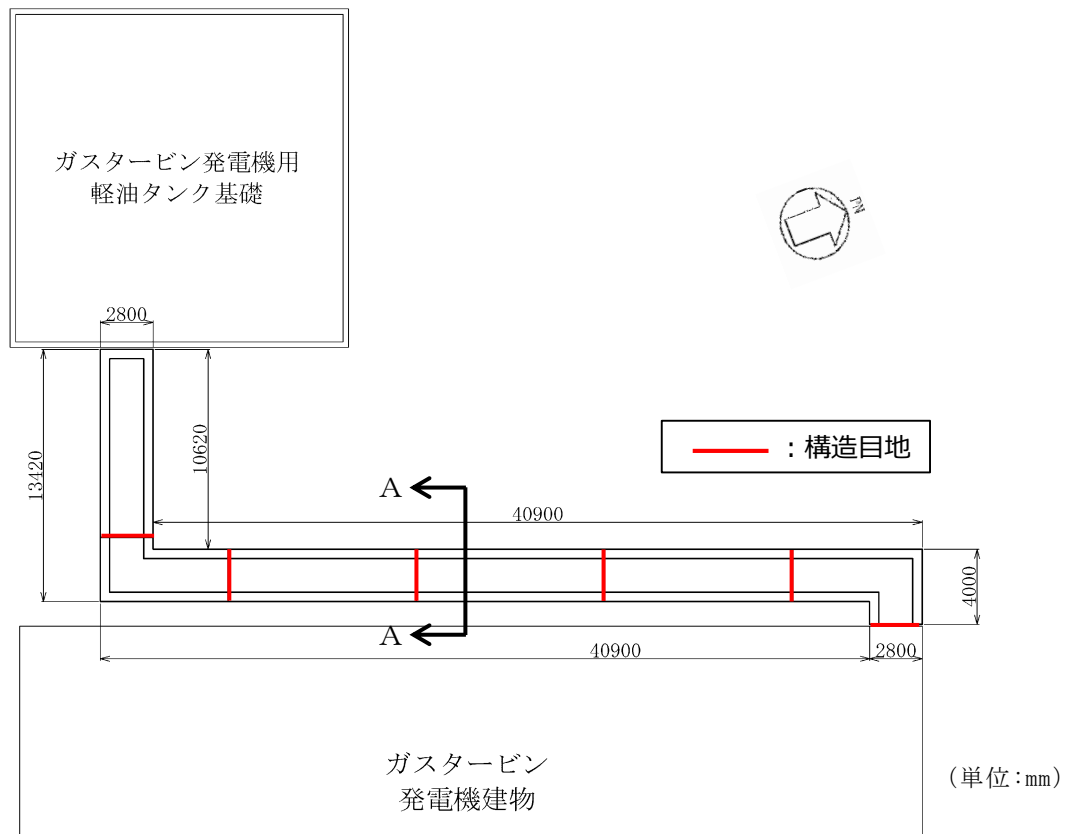 ガスタービン発電機用
軽油タンク基礎
PN
2800
13420
10620
：構造目地
A
40900
4000
A
40900
2800
ガスタービン
発電機建物
(単位:mm)